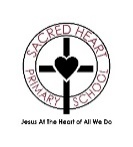 SACRED HEART
PRIMARY SCHOOL
Jesus At The Heart of All We Do